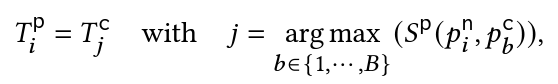 T_i^p = T_j^c with j = arg max_{b∈{1,⋯,B}} (S^p(p_i^n, p_b^c)),